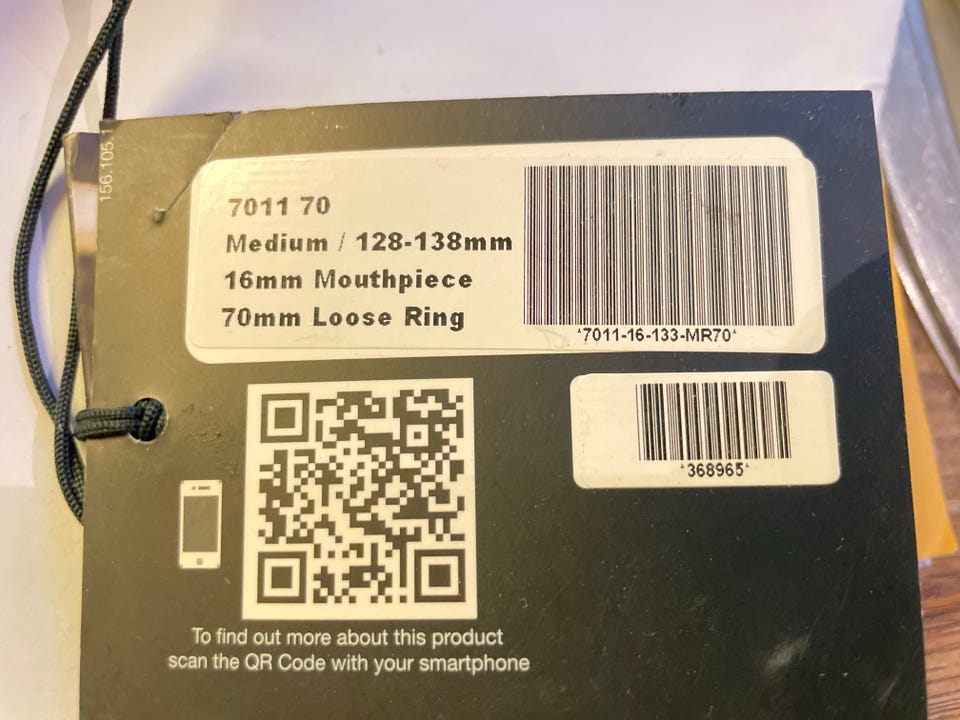 156.105.1
7011 70
Medium / 128-138mm
16mm Mouthpiece
70mm Loose Ring
*7011-16-133-MR70*
*368965*
To find out more about this product
scan the QR Code with your smartphone